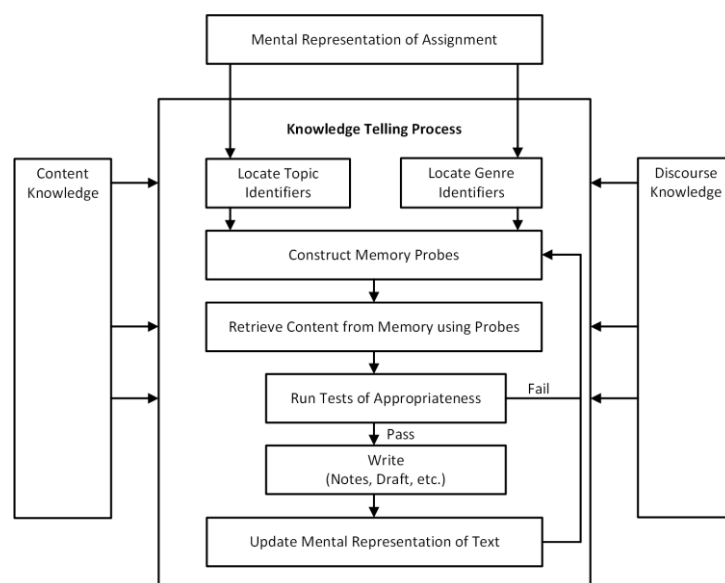 Mental Representation of Assignment
Knowledge Telling Process
Content
Knowledge
Locate Topic
Identifiers
Locate Genre
Identifiers
Discourse
Knowledge
Construct Memory Probes
Retrieve Content from Memory using Probes
Run Tests of Appropriateness
Fail
Pass
Write
(Notes, Draft, etc.)
Update Mental Representation of Text